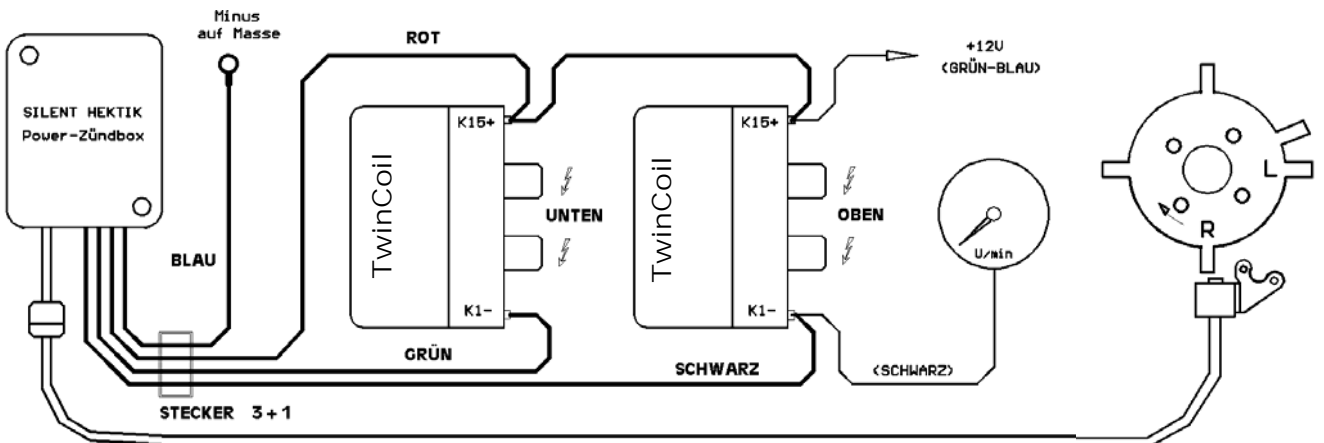 Minus
auf Masse
ROT
+12U
(GRÜN-BLAU)
SILENT HEKTIK
Power-Zündbox
K15+
K15+
TwinCoil
TwinCoil
UNTEN
OBEN
L
R
BLAU
U/min
K1-
K1-
GRÜN
SCHWARZ
(SCHWARZ)
STECKER 3+1